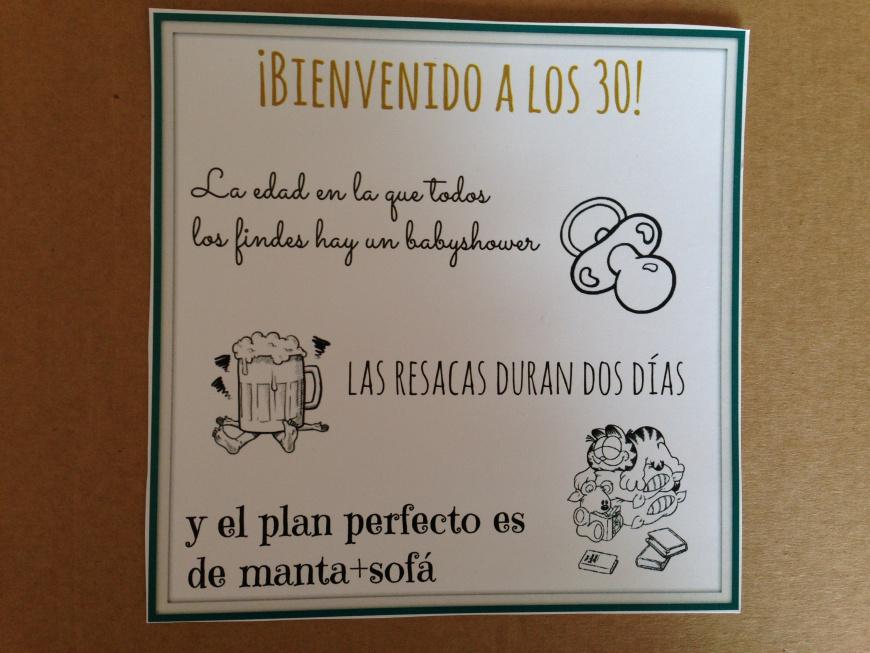 ¡BIENVENIDO A LOS 30!
La edad en la que todos
los findes hay un babyshower
LAS RESACAS DURAN DOS DÍAS
y el plan perfecto es
de manta+sofá